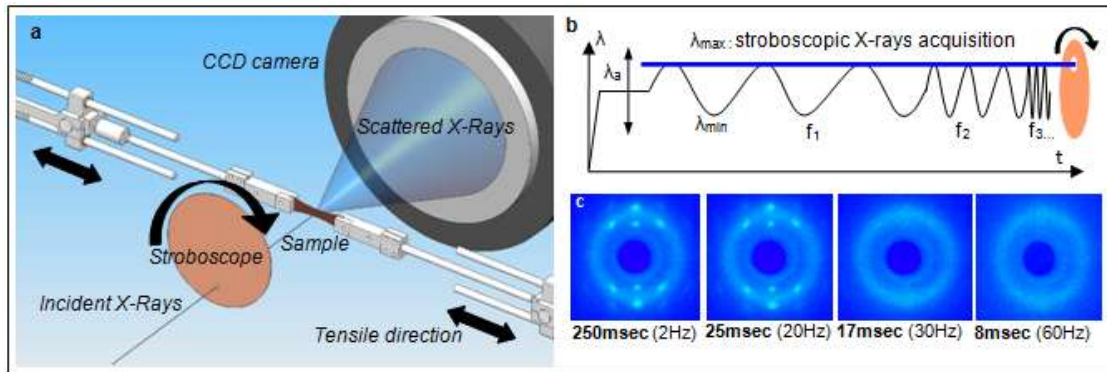 a
CCD camera
Scattered X-Rays
Sample
Stroboscope
Incident X-Rays
Tensile direction
b
λ
λmax : stroboscopic X-rays acquisition
λa
λmin
f1
f2
f3...
t
c
250msec (2Hz)
25msec (20Hz)
17msec (30Hz)
8msec (60Hz)